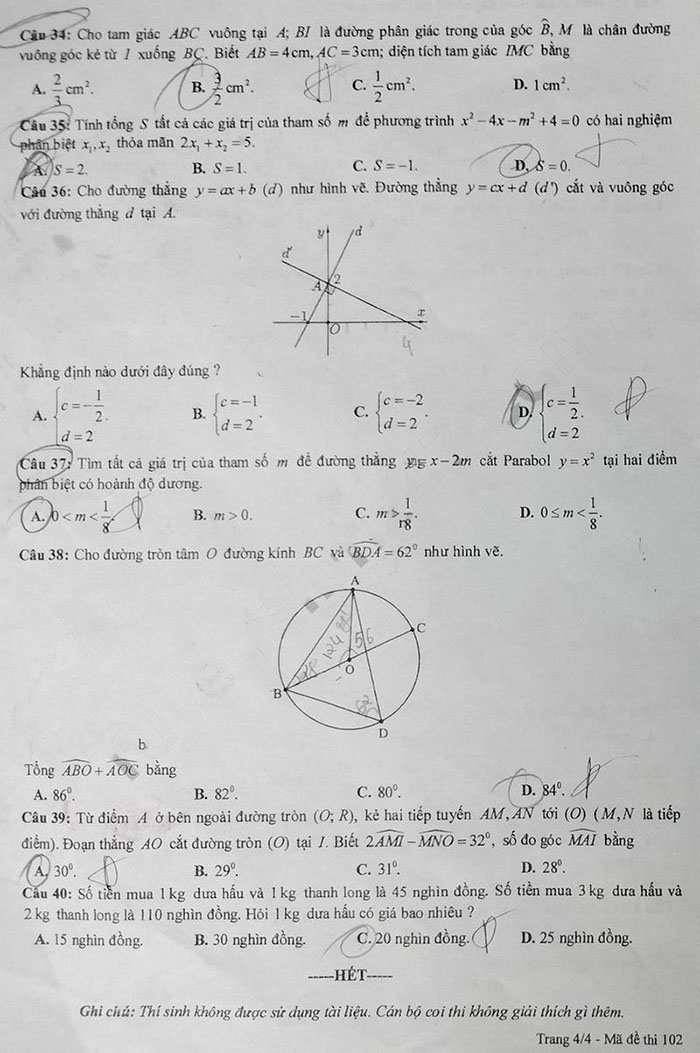 Câu 34: Cho tam giác ABC vuông tại A; BI là đường phân giác trong của góc B̂, M là chân đường
vuông góc kẻ từ I xuống BC. Biết AB = 4cm, AC = 3cm; diện tích tam giác IMC bằng
A. 2/3 cm². B. 3/2 cm². C. 1/2 cm². D. 1 cm².
Câu 35: Tính tổng S tất cả các giá trị của tham số m để phương trình x² − 4x − m² + 4 = 0 có hai nghiệm
phân biệt x₁, x₂ thỏa mãn 2x₁ + x₂ = 5.
A. S = 2. B. S = 1. C. S = −1. D. S = 0.
Câu 36: Cho đường thẳng y = ax + b (d) như hình vẽ. Đường thẳng y = cx + d (d') cắt và vuông góc
với đường thẳng d tại A.
y d
d'
A 2
−1 O x
4
Khẳng định nào dưới đây đúng ?
A. {c = −1/2. d = 2 B. {c = −1 d = 2. C. {c = −2 d = 2. D. {c = 1/2. d = 2
Câu 37: Tìm tất cả giá trị của tham số m để đường thẳng y = x − 2m cắt Parabol y = x² tại hai điểm
phân biệt có hoành độ dương.
A. 0 < m < 1/8. B. m > 0. C. m > 1/8. D. 0 ≤ m < 1/8.
Câu 38: Cho đường tròn tâm O đường kính BC và BDA = 62⁰ như hình vẽ.
A
C
124 56
28 O
B
62
D
b
Tổng ABO + AOC bằng
A. 86⁰. B. 82⁰. C. 80⁰. D. 84⁰.
Câu 39: Từ điểm A ở bên ngoài đường tròn (O; R), kẻ hai tiếp tuyến AM, AN tới (O) (M, N là tiếp
điểm). Đoạn thẳng AO cắt đường tròn (O) tại I. Biết 2AMI − MNO = 32⁰, số đo góc MAI bằng
A. 30⁰. B. 29⁰. C. 31⁰. D. 28⁰.
Câu 40: Số tiền mua 1 kg dưa hấu và 1 kg thanh long là 45 nghìn đồng. Số tiền mua 3 kg dưa hấu và
2 kg thanh long là 110 nghìn đồng. Hỏi 1 kg dưa hấu có giá bao nhiêu ?
A. 15 nghìn đồng. B. 30 nghìn đồng. C. 20 nghìn đồng. D. 25 nghìn đồng.
-----HẾT-----
Ghi chú: Thí sinh không được sử dụng tài liệu. Cán bộ coi thi không giải thích gì thêm.
Trang 4/4 - Mã đề thi 102